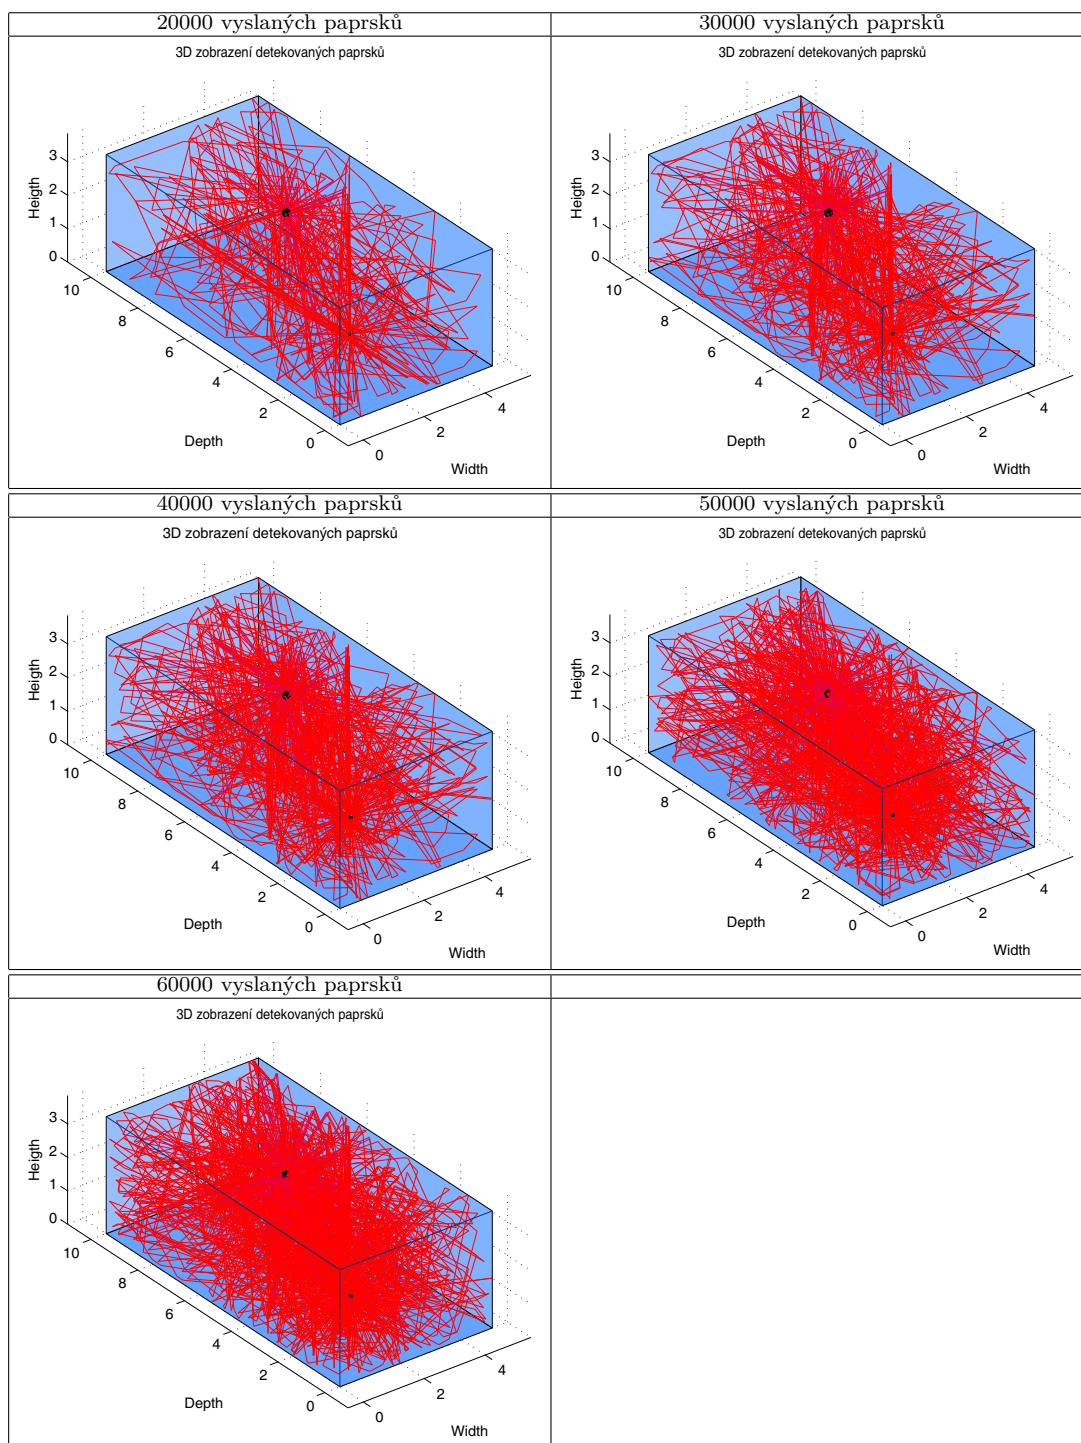 20000 vyslaných paprsků
30000 vyslaných paprsků
3D zobrazení detekovaných paprsků
3
2
1
0
Heigth
10
8
6
4
2
0
Depth
0
2
4
Width
3D zobrazení detekovaných paprsků
3
2
1
0
Heigth
10
8
6
4
2
0
Depth
0
2
4
Width
40000 vyslaných paprsků
50000 vyslaných paprsků
3D zobrazení detekovaných paprsků
3
2
1
0
Heigth
10
8
6
4
2
0
Depth
0
2
4
Width
3D zobrazení detekovaných paprsků
3
2
1
0
Heigth
10
8
6
4
2
0
Depth
0
2
4
Width
60000 vyslaných paprsků
3D zobrazení detekovaných paprsků
3
2
1
0
Heigth
10
8
6
4
2
0
Depth
0
2
4
Width